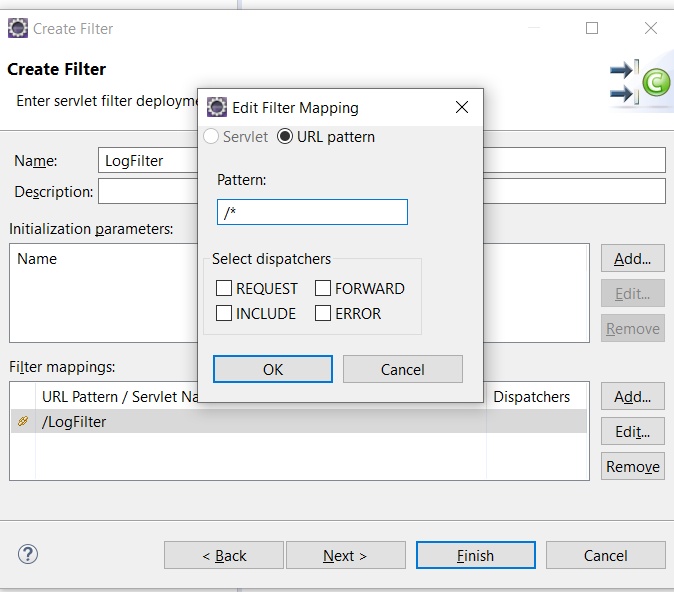 Create Filter
Create Filter
Enter servlet filter deployme
Edit Filter Mapping
Servlet
URL pattern
Name:
LogFilter
Pattern:
Description:
/*
Initialization parameters:
Name
Select dispatchers
Add...
REQUEST
FORWARD
Edit...
INCLUDE
ERROR
Remove
Filter mappings:
OK
Cancel
URL Pattern / Servlet Na
Dispatchers
Add...
/LogFilter
Edit...
Remove
?
< Back
Next >
Finish
Cancel